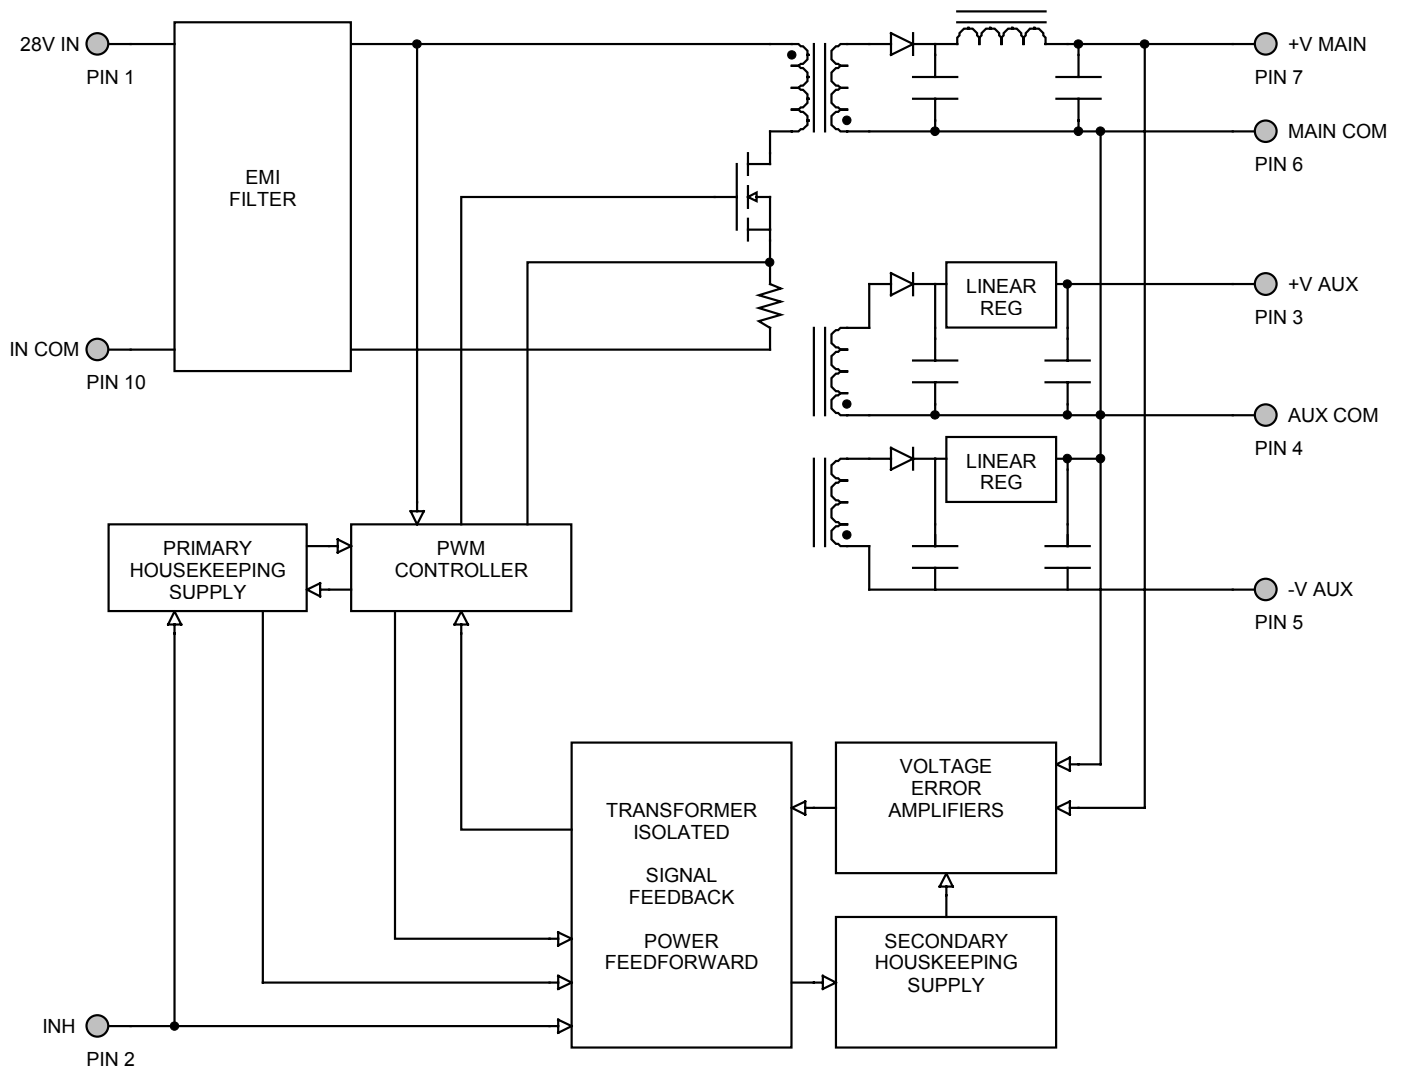 28V IN
PIN 1
EMI
FILTER
+V MAIN
PIN 7
MAIN COM
PIN 6
LINEAR
REG
+V AUX
PIN 3
IN COM
PIN 10
AUX COM
PIN 4
LINEAR
REG
-V AUX
PIN 5
PRIMARY
HOUSEKEEPING
SUPPLY
PWM
CONTROLLER
TRANSFORMER
ISOLATED
SIGNAL
FEEDBACK
POWER
FEEDFORWARD
VOLTAGE
ERROR
AMPLIFIERS
SECONDARY
HOUSKEEPING
SUPPLY
INH
PIN 2